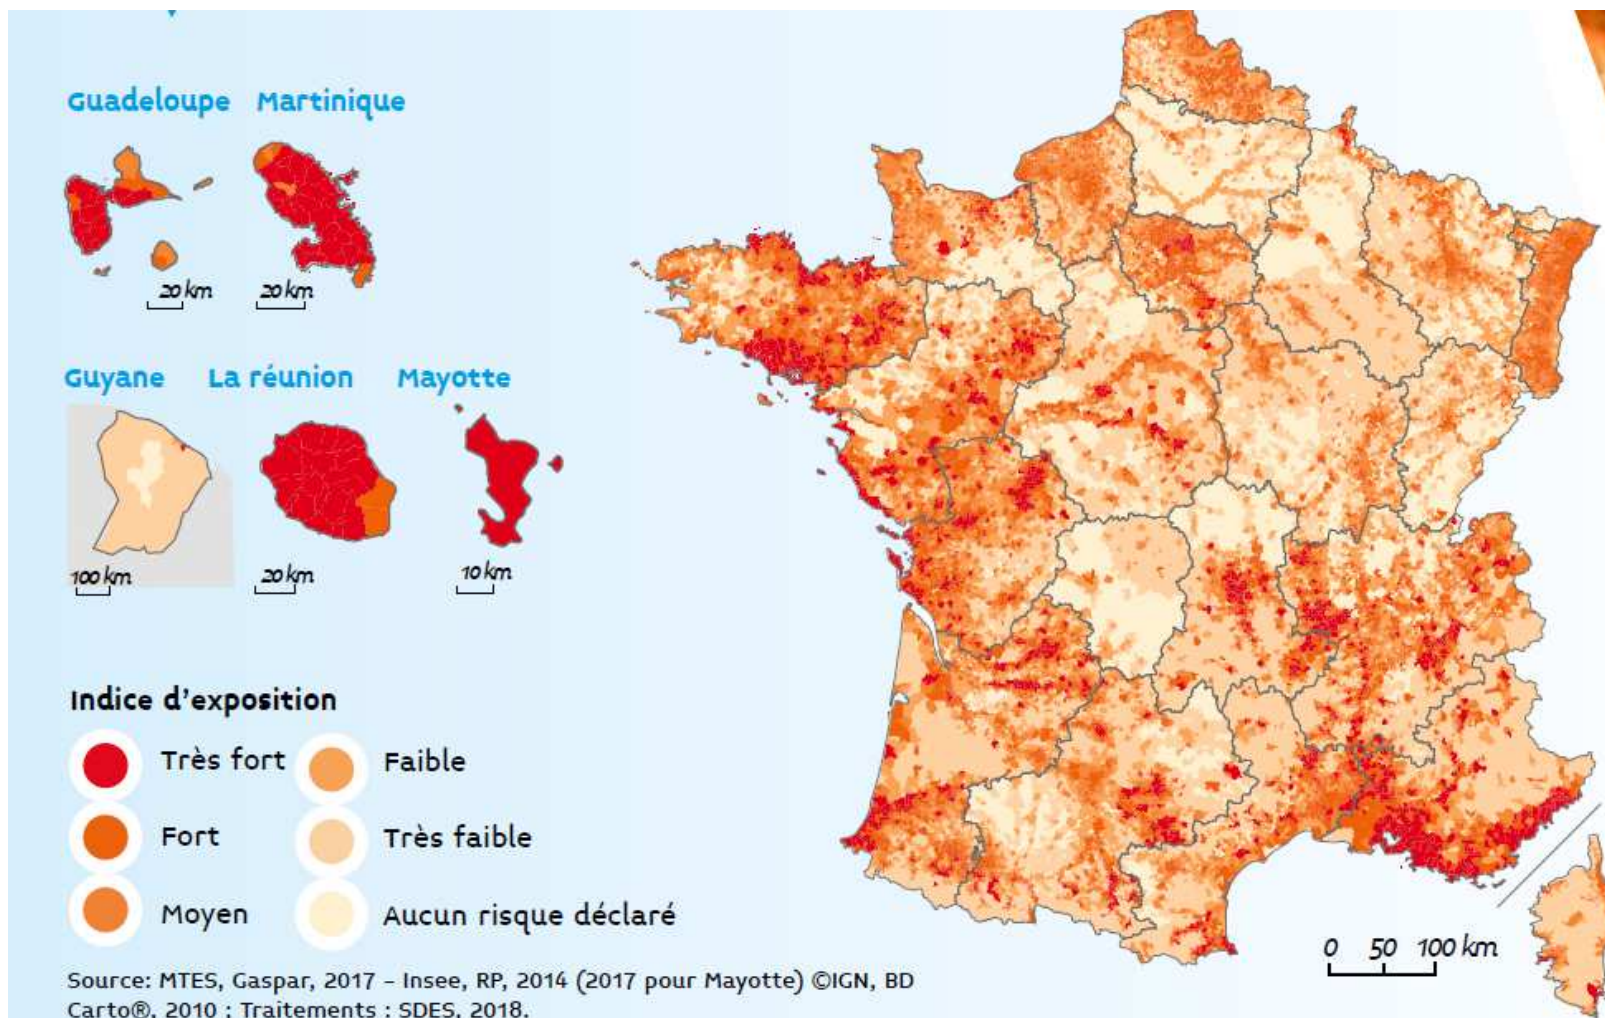 Guadeloupe Martinique
20 km 20 km
Guyane La réunion Mayotte
100 km 20 km 10 km
Indice d'exposition
Très fort Faible
Fort Très faible
Moyen Aucun risque déclaré
0 50 100 km
Source: MTES, Gaspar, 2017 – Insee, RP, 2014 (2017 pour Mayotte) ©IGN, BD
Carto®, 2010 ; Traitements : SDES, 2018.